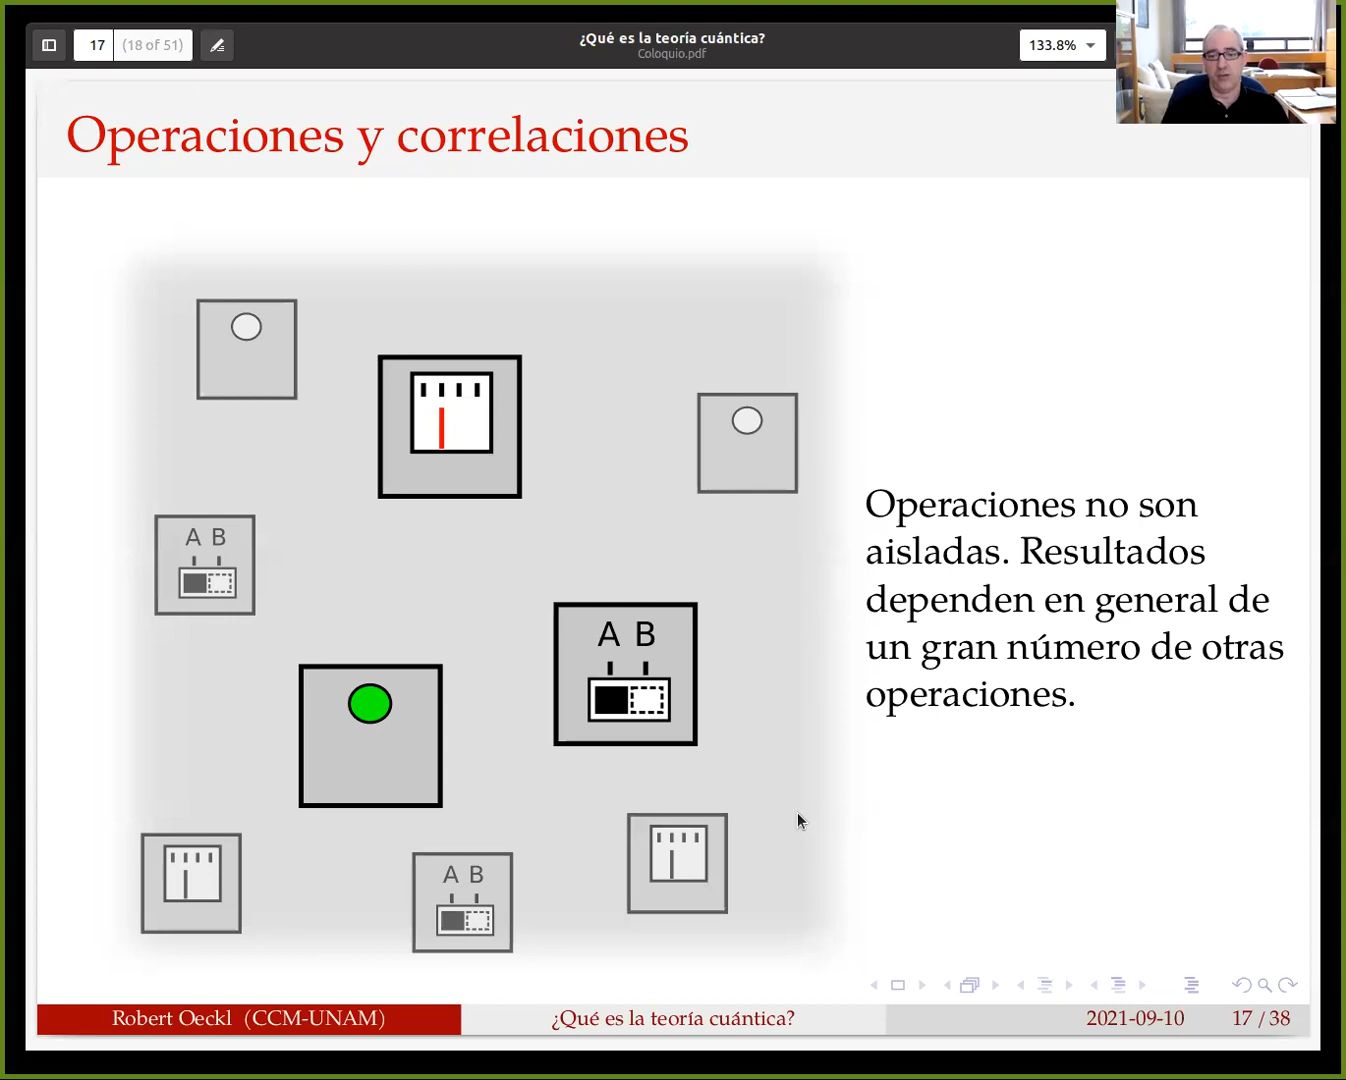 17 (18 of 51)
¿Qué es la teoría cuántica?
Coloquio.pdf
133.8%
Operaciones y correlaciones
A B
A B
A B
Operaciones no son
aisladas. Resultados
dependen en general de
un gran número de otras
operaciones.
Robert Oeckl (CCM-UNAM)
¿Qué es la teoría cuántica?
2021-09-10
17 / 38